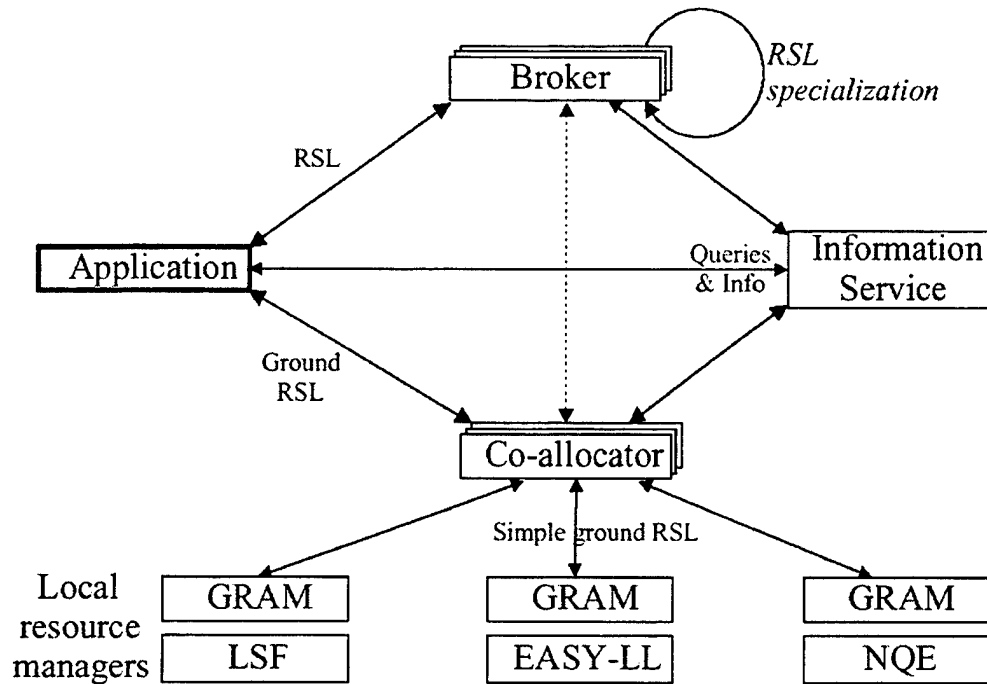 Broker
RSL
specialization
RSL
Application
Queries
& Info
Information
Service
Ground
RSL
Co-allocator
Simple ground RSL
Local
resource
managers
GRAM
GRAM
GRAM
LSF
EASY-LL
NQE